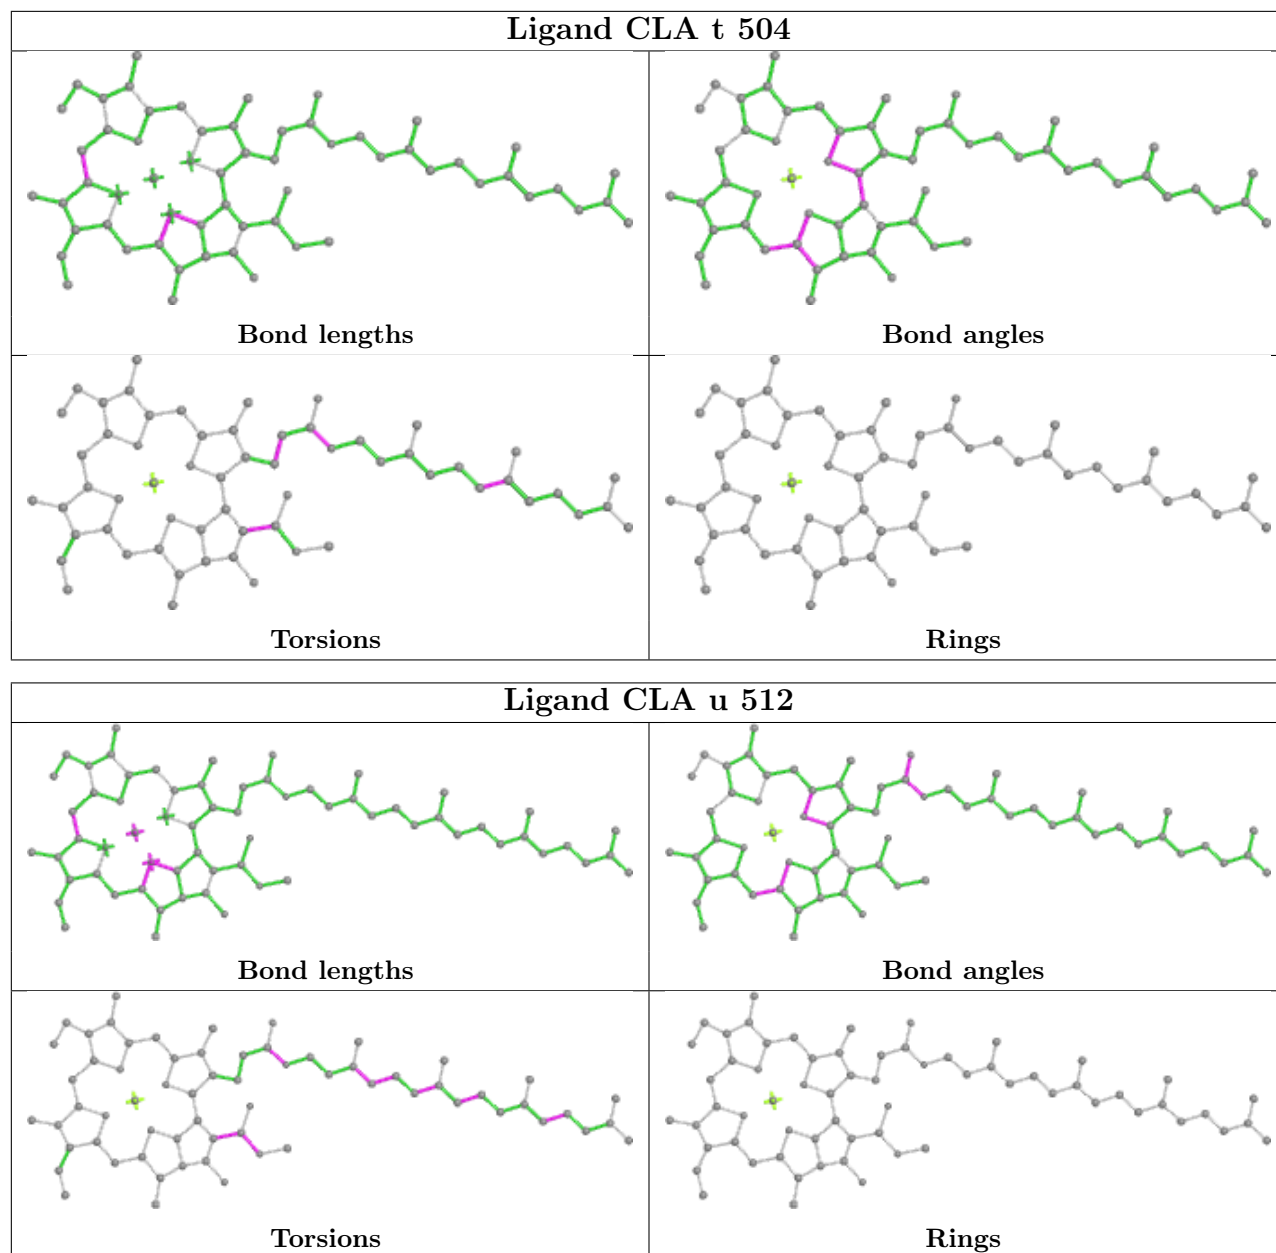 Ligand CLA t 504
Bond lengths
Bond angles
Torsions
Rings
Ligand CLA u 512
Bond lengths
Bond angles
Torsions
Rings